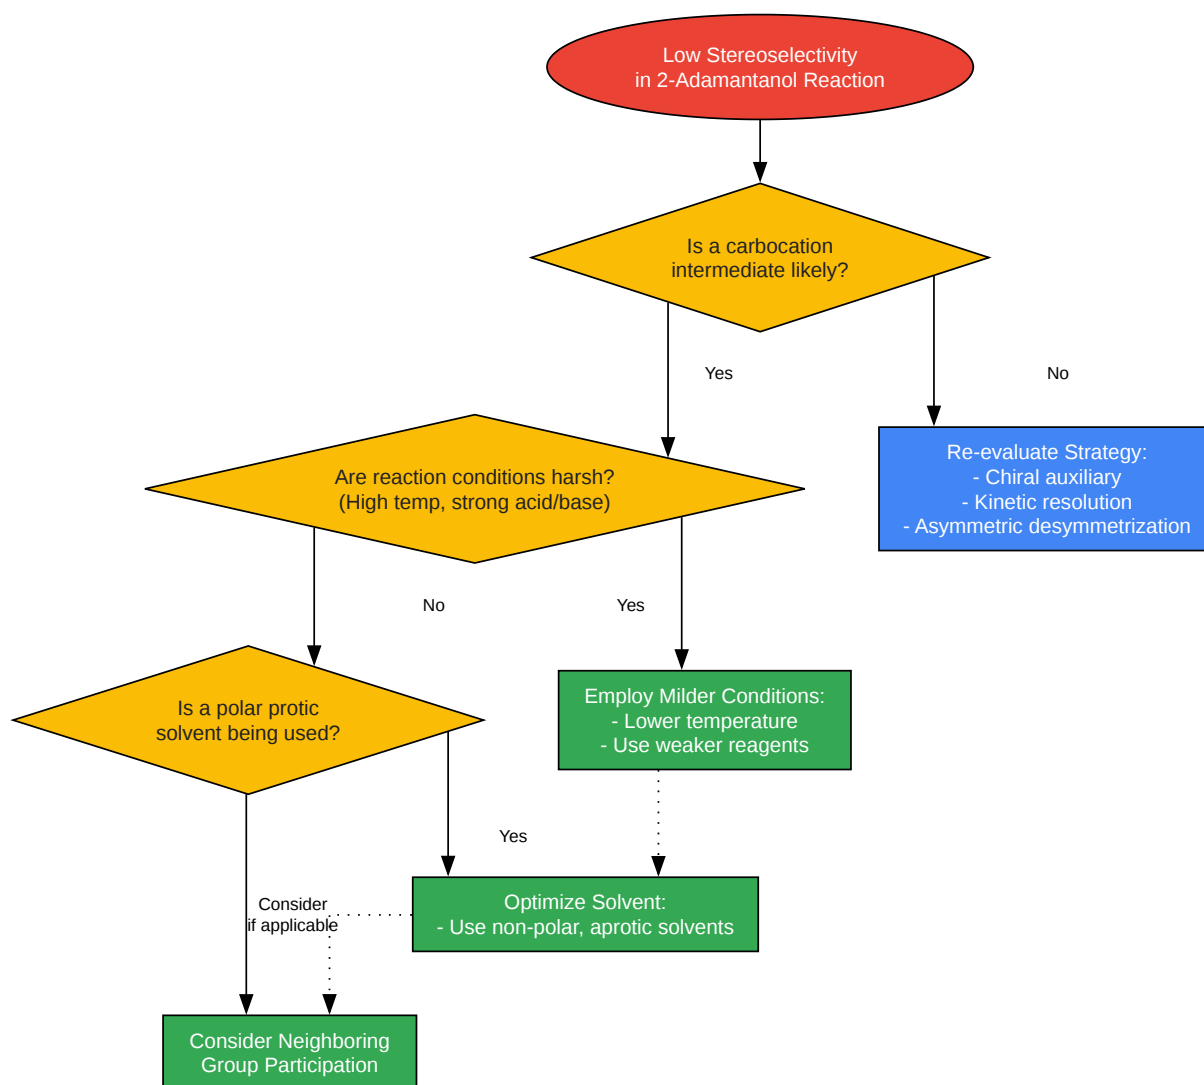 Low Stereoselectivity
in 2-Adamantanol Reaction
Is a carbocation
intermediate likely?
Yes
No
Are reaction conditions harsh?
(High temp, strong acid/base)
Re-evaluate Strategy:
- Chiral auxiliary
- Kinetic resolution
- Asymmetric desymmetrization
No
Yes
Is a polar protic
solvent being used?
Employ Milder Conditions:
- Lower temperature
- Use weaker reagents
Yes
Consider
if applicable
Optimize Solvent:
- Use non-polar, aprotic solvents
Consider Neighboring
Group Participation